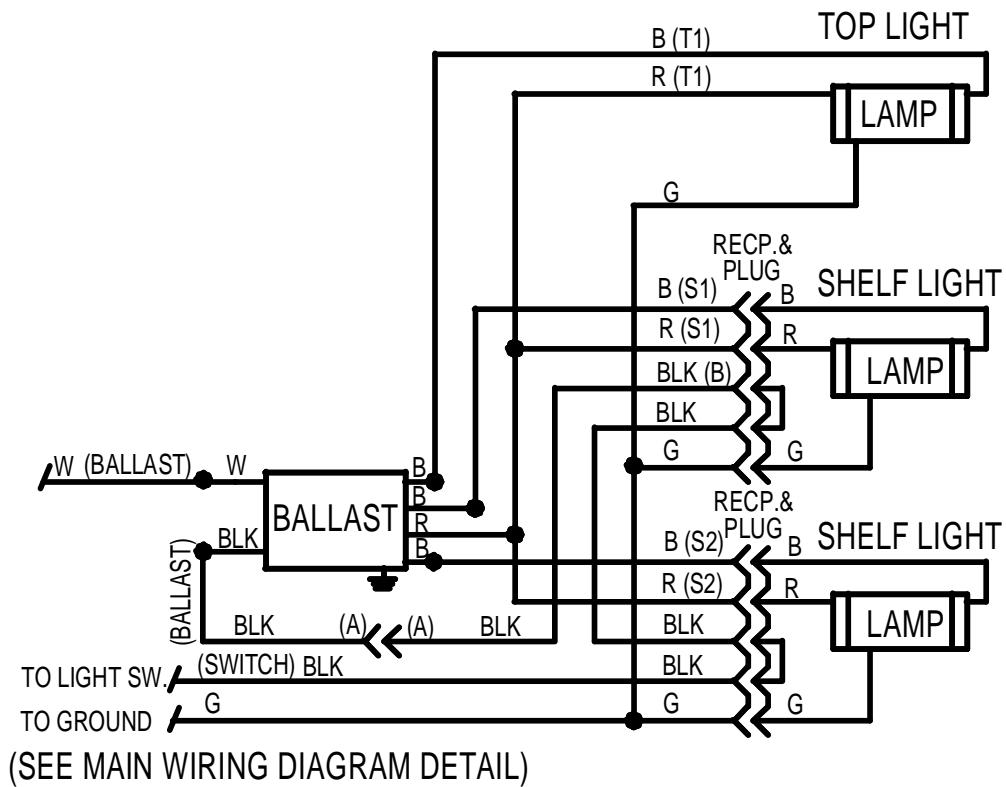 TOP LIGHT
B (T1)
R (T1)
LAMP
G
RECP.&
PLUG
SHELF LIGHT
B (S1)
B
R (S1)
R
LAMP
BLK (B)
BLK
G
G
W (BALLAST)
W
B
B
R
B
BALLAST
BLK
(BALLAST)
RECP.&
PLUG
SHELF LIGHT
B (S2)
B
R (S2)
R
LAMP
BLK
(A)
(A)
BLK
BLK
TO LIGHT SW.
(SWITCH) BLK
BLK
TO GROUND
G
G
G
(SEE MAIN WIRING DIAGRAM DETAIL)